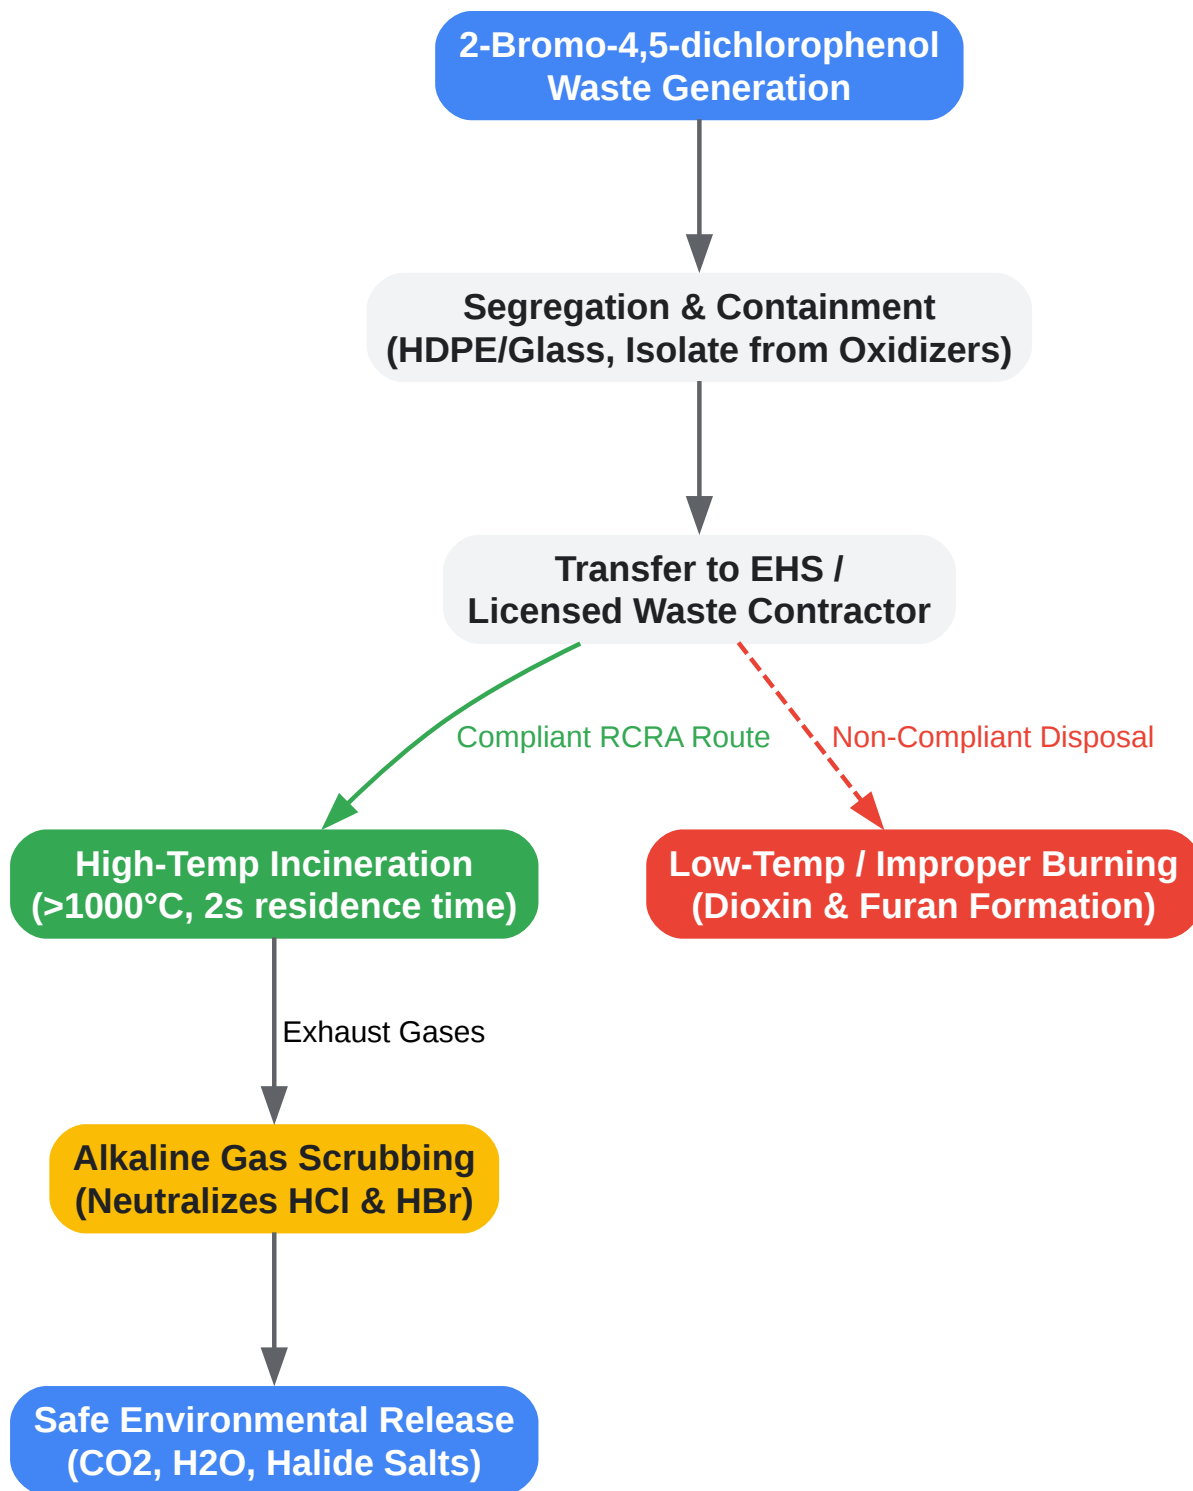 2-Bromo-4,5-dichlorophenol
Waste Generation
Segregation & Containment
(HDPE/Glass, Isolate from Oxidizers)
Transfer to EHS /
Licensed Waste Contractor
Compliant RCRA Route
Non-Compliant Disposal
High-Temp Incineration
(>1000°C, 2s residence time)
Low-Temp / Improper Burning
(Dioxin & Furan Formation)
Exhaust Gases
Alkaline Gas Scrubbing
(Neutralizes HCl & HBr)
Safe Environmental Release
(CO2, H2O, Halide Salts)